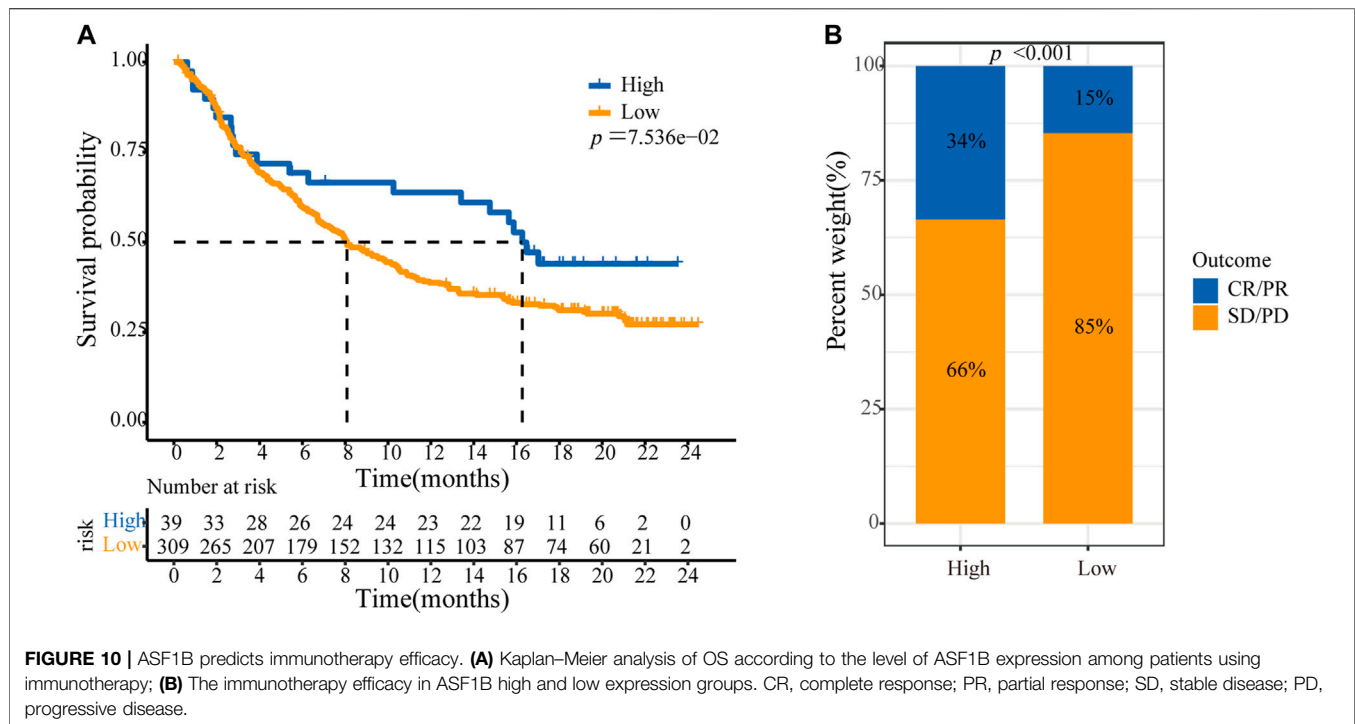 A
Survival probability
1.00
0.75
0.50
0.25
0.00
High
Low
p =7.536e−02
0 2 4 6 8 10 12 14 16 18 20 22 24
Time(months)
Number at risk
risk
High 39 33 28 26 24 24 23 22 19 11 6 2 0
Low 309 265 207 179 152 132 115 103 87 74 60 21 2
0 2 4 6 8 10 12 14 16 18 20 22 24
Time(months)
B
p <0.001
Percent weight(%)
100
75
50
25
0
34%
66%
15%
85%
High Low
Outcome
CR/PR
SD/PD
FIGURE 10 | ASF1B predicts immunotherapy efficacy. (A) Kaplan–Meier analysis of OS according to the level of ASF1B expression among patients using
immunotherapy; (B) The immunotherapy efficacy in ASF1B high and low expression groups. CR, complete response; PR, partial response; SD, stable disease; PD,
progressive disease.